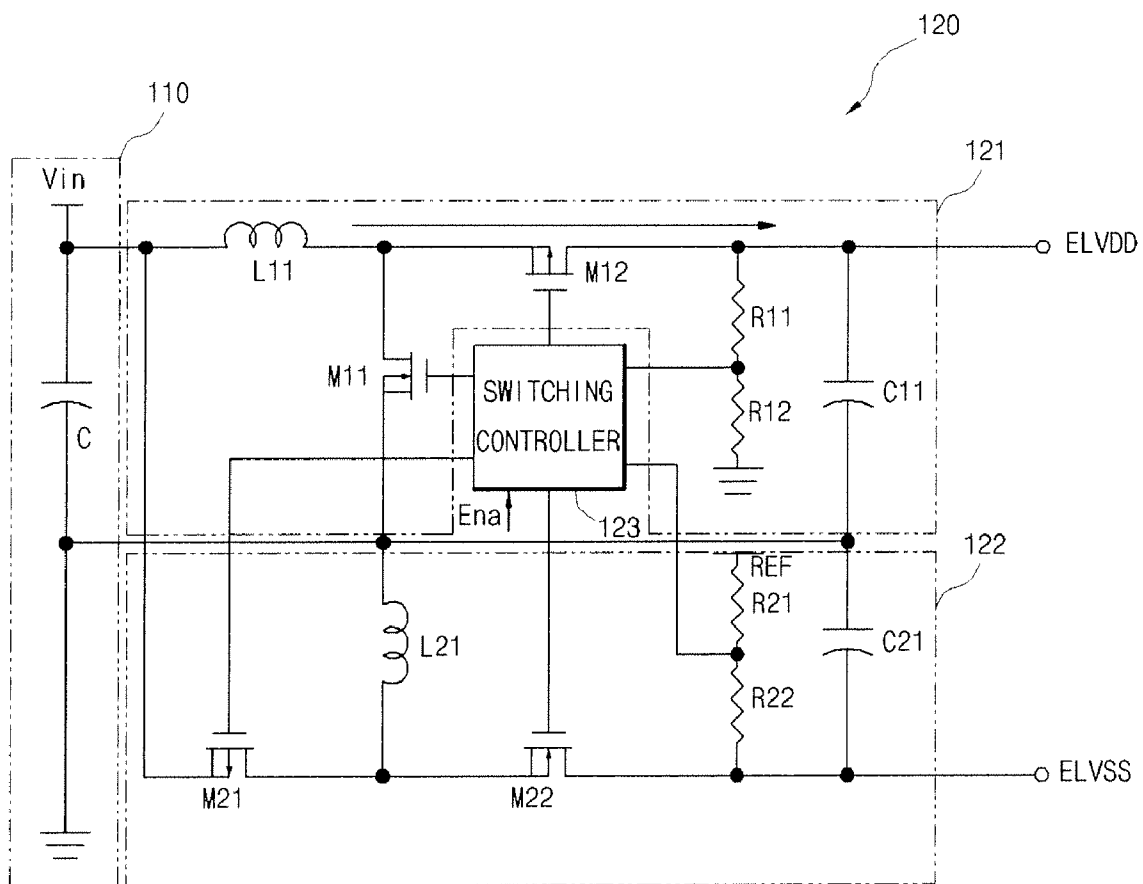 120
110
121
Vin
ELVDD
L11
M12
R11
M11
SWITCHING
CONTROLLER
R12
C11
C
Ena
123
122
REF
R21
L21
C21
R22
M21
M22
ELVSS